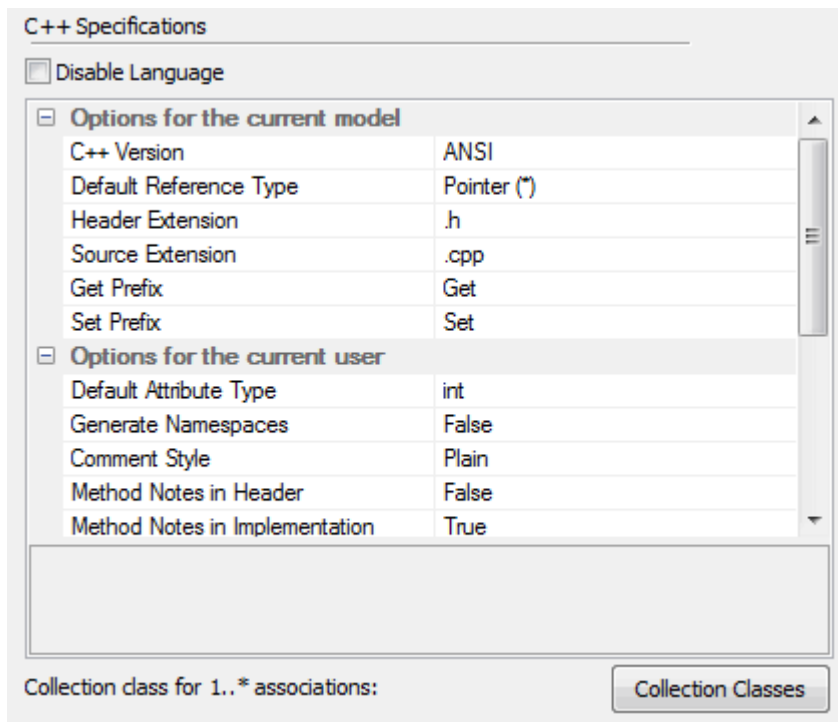 C++ Specifications
Disable Language
Options for the current model
C++ Version ANSI
Default Reference Type Pointer (*)
Header Extension .h
Source Extension .cpp
Get Prefix Get
Set Prefix Set
Options for the current user
Default Attribute Type int
Generate Namespaces False
Comment Style Plain
Method Notes in Header False
Method Notes in Implementation True
Collection class for 1..* associations: Collection Classes